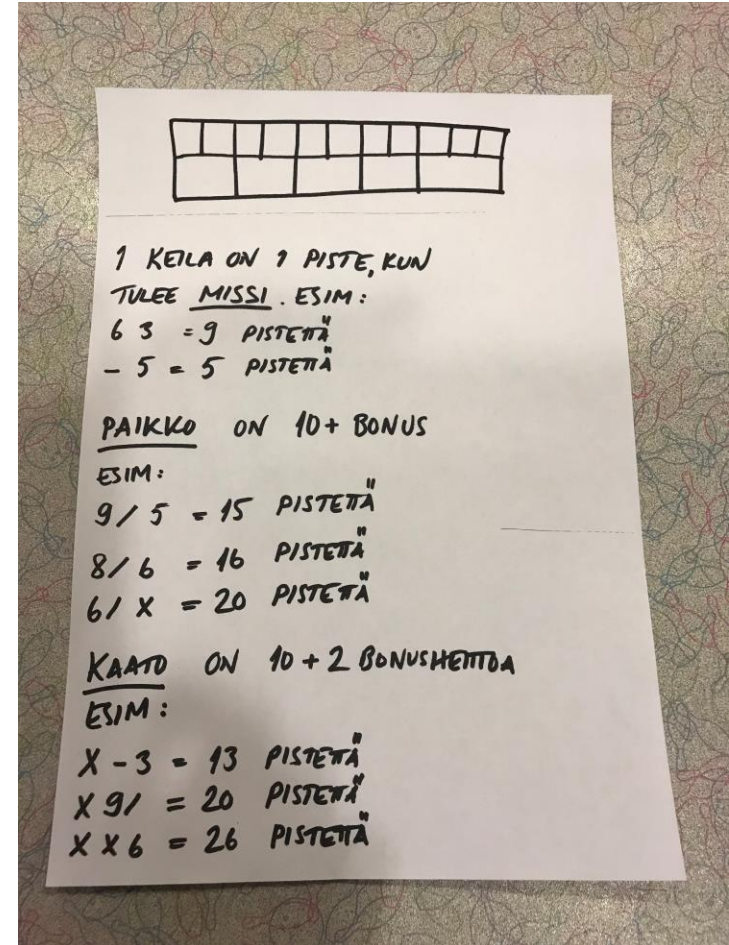 1 KEILA ON 1 PISTE, KUN
TULEE MISSI. ESIM:
6 3 = 9 PISTETTÄ
- 5 = 5 PISTETTÄ
PAIKKO ON 10 + BONUS
ESIM:
9 / 5 = 15 PISTETTÄ
8 / 6 = 16 PISTETTÄ
6 / X = 20 PISTETTÄ
KAATO ON 10 + 2 BONUSHEITTOA
ESIM:
X - 3 = 13 PISTETTÄ
X 9 / = 20 PISTETTÄ
X X 6 = 26 PISTETTÄ